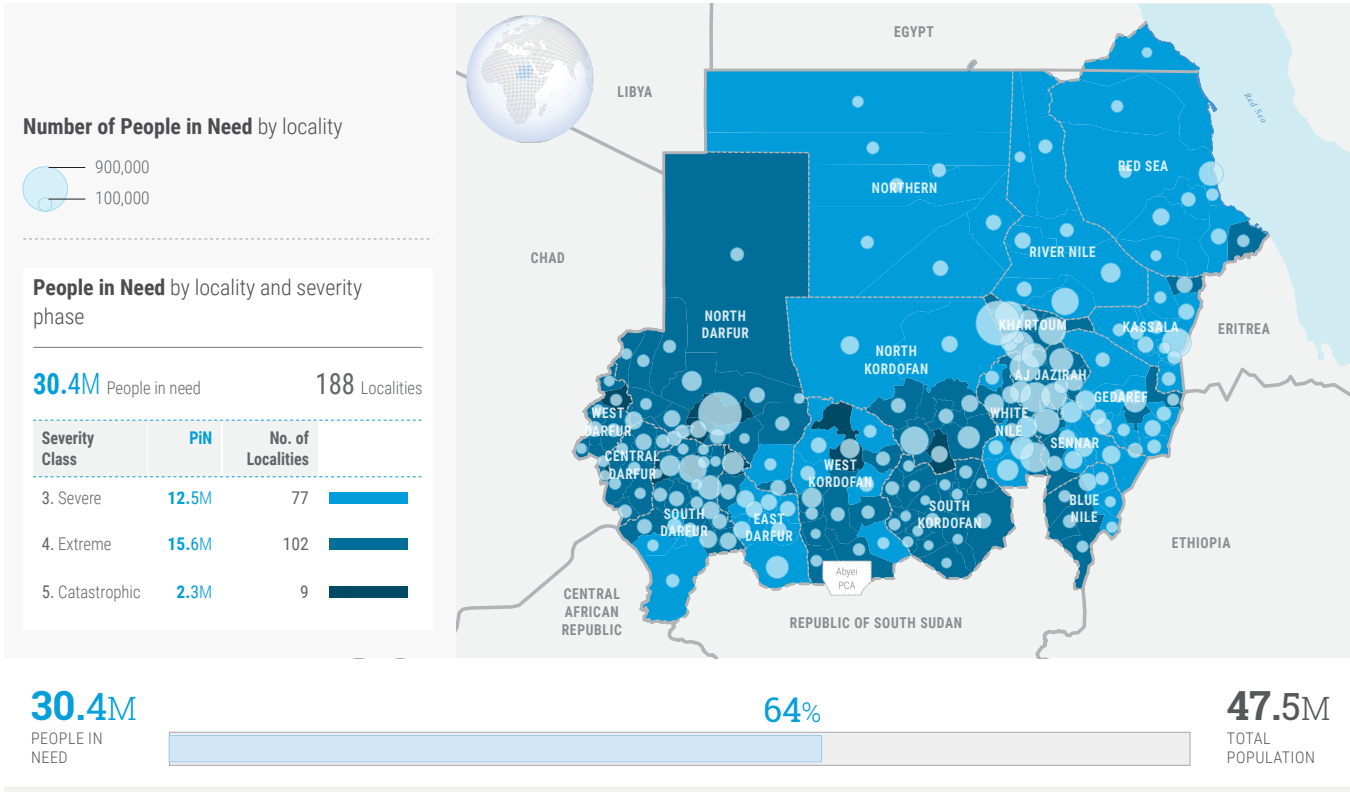 Number of People in Need by locality
900,000
100,000
People in Need by locality and severity
phase
30.4M People in need
188 Localities
Severity
Class
PiN
No. of
Localities
3. Severe 12.5M 77
4. Extreme 15.6M 102
5. Catastrophic 2.3M 9
EGYPT
LIBYA
Red Sea
RED SEA
NORTHERN
RIVER NILE
CHAD
NORTH
DARFUR
KHARTOUM
KASSALA
ERITREA
NORTH
KORDOFAN
AJ JAZIRAH
GEDAREF
WEST
DARFUR
WHITE
NILE
SENNAR
CENTRAL
DARFUR
WEST
KORDOFAN
BLUE
NILE
SOUTH
DARFUR
EAST
DARFUR
SOUTH
KORDOFAN
ETHIOPIA
Abyei
PCA
CENTRAL
AFRICAN
REPUBLIC
REPUBLIC OF SOUTH SUDAN
30.4M
PEOPLE IN
NEED
64%
47.5M
TOTAL
POPULATION